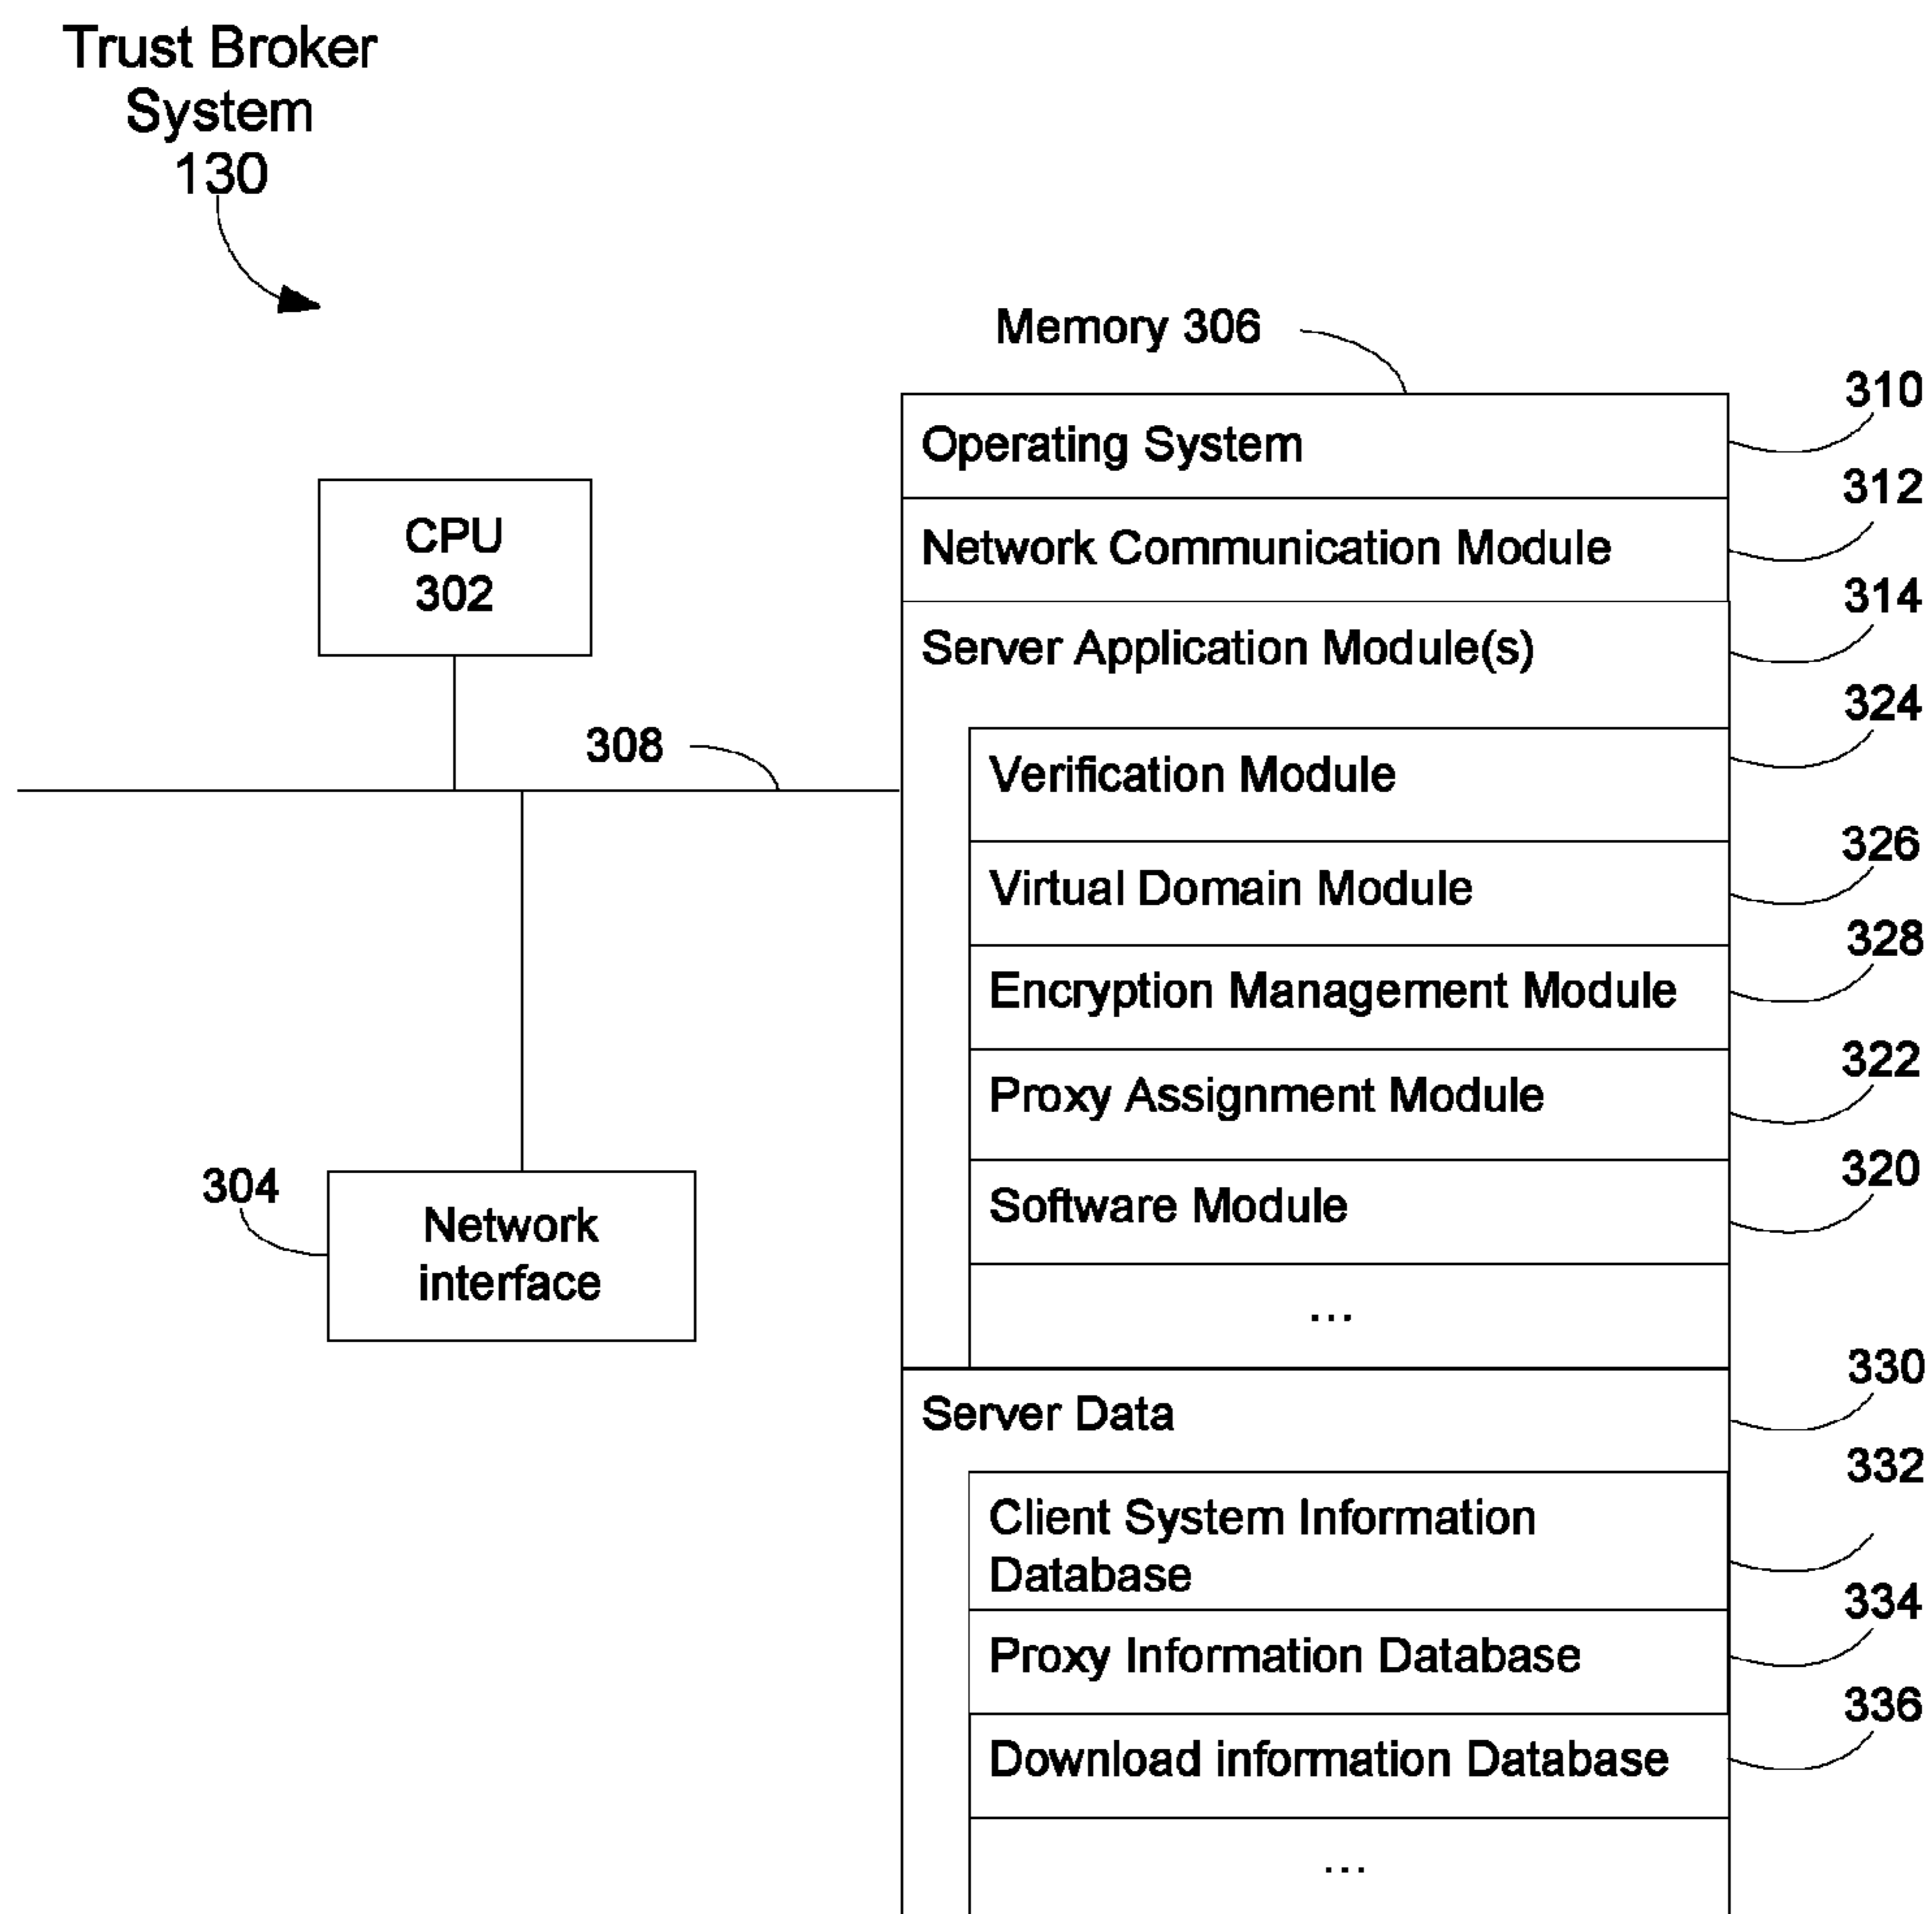 Trust Broker
System
130
Memory 306
310
Operating System
312
Network Communication Module
CPU
302
314
Server Application Module(s)
324
308
Verification Module
326
Virtual Domain Module
328
Encryption Management Module
322
Proxy Assignment Module
320
304
Software Module
Network
interface
...
330
Server Data
332
Client System Information
Database
334
Proxy Information Database
336
Download information Database
...